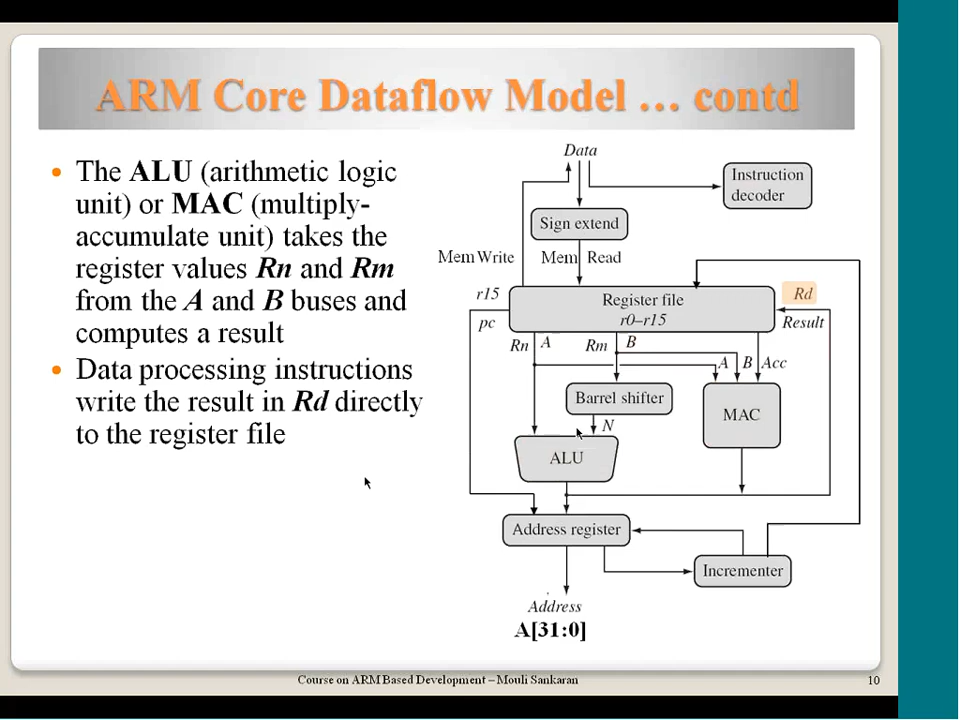 ARM Core Dataflow Model … contd
• The ALU (arithmetic logic
unit) or MAC (multiply-
accumulate unit) takes the
register values Rn and Rm
from the A and B buses and
computes a result
• Data processing instructions
write the result in Rd directly
to the register file
Data
Instruction
decoder
Sign extend
Mem Write
Mem Read
r15
Register file
Rd
pc
r0–r15
Result
Rn A Rm B
A B Acc
Barrel shifter
MAC
N
ALU
Address register
Incrementer
Address
A[31:0]
Course on ARM Based Development – Mouli Sankaran
10